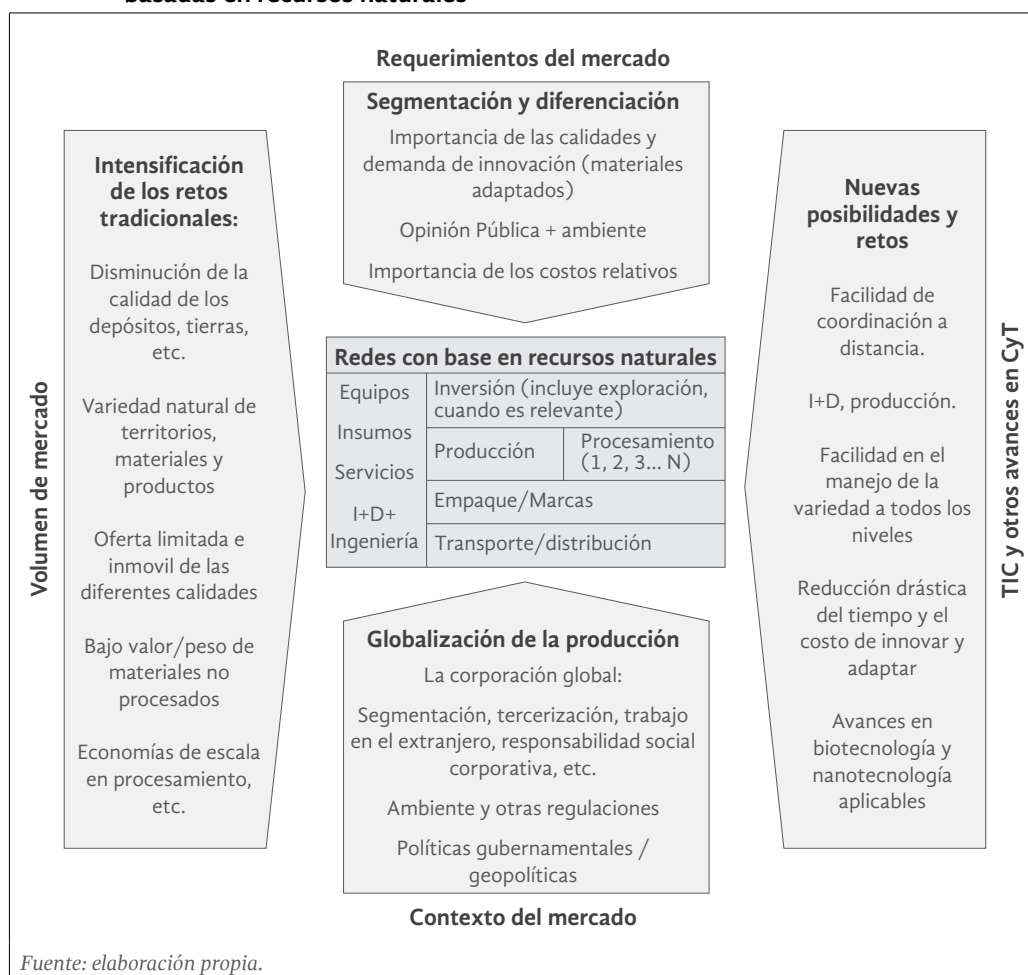 basadas en recursos naturales
Requerimientos del mercado
Segmentación y diferenciación
Importancia de las calidades y
demanda de innovación (materiales
adaptados)
Opinión Pública + ambiente
Importancia de los costos relativos
Volumen de mercado
Intensificación
de los retos
tradicionales:
Disminución de la
calidad de los
depósitos, tierras,
etc.
Variedad natural de
territorios,
materiales y
productos
Oferta limitada e
inmovil de las
diferentes calidades
Bajo valor/peso de
materiales no
procesados
Economías de escala
en procesamiento,
etc.
Redes con base en recursos naturales
Equipos
Insumos
Servicios
I+D+
Ingeniería
Inversión (incluye exploración,
cuando es relevante)
Producción
Procesamiento
(1, 2, 3... N)
Empaque/Marcas
Transporte/distribución
Nuevas
posibilidades y
retos
Facilidad de
coordinación a
distancia.
I+D, producción.
Facilidad en el
manejo de la
variedad a todos los
niveles
Reducción drástica
del tiempo y el
costo de innovar y
adaptar
Avances en
biotecnología y
nanotecnología
aplicables
TIC y otros avances en CyT
Globalización de la producción
La corporación global:
Segmentación, tercerización, trabajo
en el extranjero, responsabilidad social
corporativa, etc.
Ambiente y otras regulaciones
Políticas gubernamentales /
geopolíticas
Contexto del mercado
Fuente: elaboración propia.